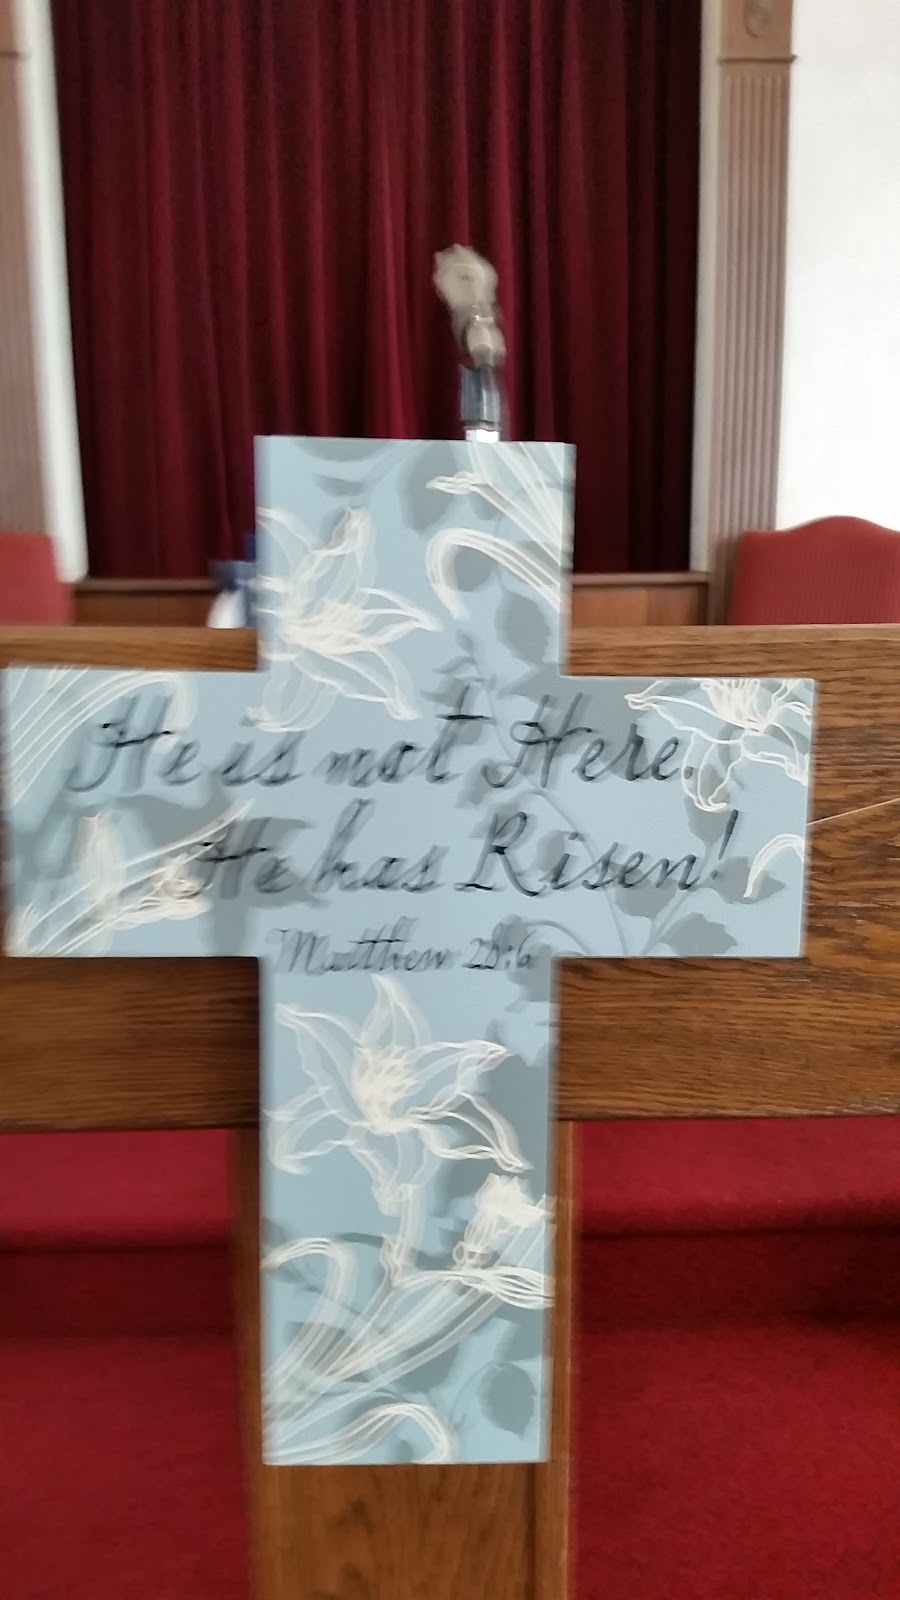 He is not Here.
He has Risen!
Matthew 28:6